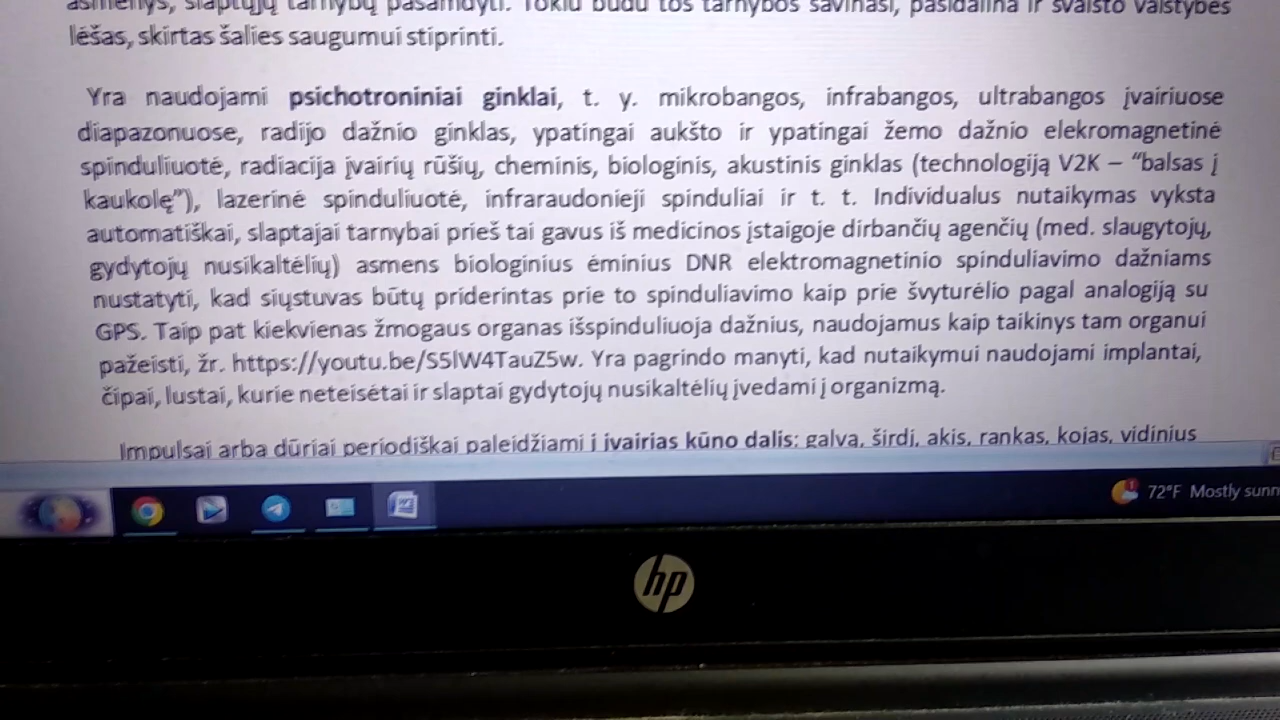 asmenys, slaptųjų tarnybų pasamdyti. Tokiu būdu tos tarnybos savinasi, pasidalina ir švaisto valstybės
lėšas, skirtas šalies saugumui stiprinti.
Yra naudojami psichotroniniai ginklai, t. y. mikrobangos, infrabangos, ultrabangos įvairiuose
diapazonuose, radijo dažnio ginklas, ypatingai aukšto ir ypatingai žemo dažnio elekromagnetinė
spinduliuotė, radiacija įvairių rūšių, cheminis, biologinis, akustinis ginklas (technologiją V2K – “balsas į
kaukolę”), lazerinė spinduliuotė, infraraudonieji spinduliai ir t. t. Individualus nutaikymas vyksta
automatiškai, slaptajai tarnybai prieš tai gavus iš medicinos įstaigoje dirbančių agenčių (med. slaugytojų,
gydytojų nusikaltėlių) asmens biologinius ėminius DNR elektromagnetinio spinduliavimo dažniams
nustatyti, kad siųstuvas būtų priderintas prie to spinduliavimo kaip prie švyturėlio pagal analogiją su
GPS. Taip pat kiekvienas žmogaus organas išspinduliuoja dažnius, naudojamus kaip taikinys tam organui
pažeisti, žr. https://youtu.be/S5lW4TauZ5w. Yra pagrindo manyti, kad nutaikymui naudojami implantai,
čipai, lustai, kurie neteisėtai ir slaptai gydytojų nusikaltėlių įvedami į organizmą.
Impulsai arba dūriai periodiškai paleidžiami į įvairias kūno dalis: galvą, širdį, akis, rankas, kojas, vidinius
72°F Mostly sunn
hp